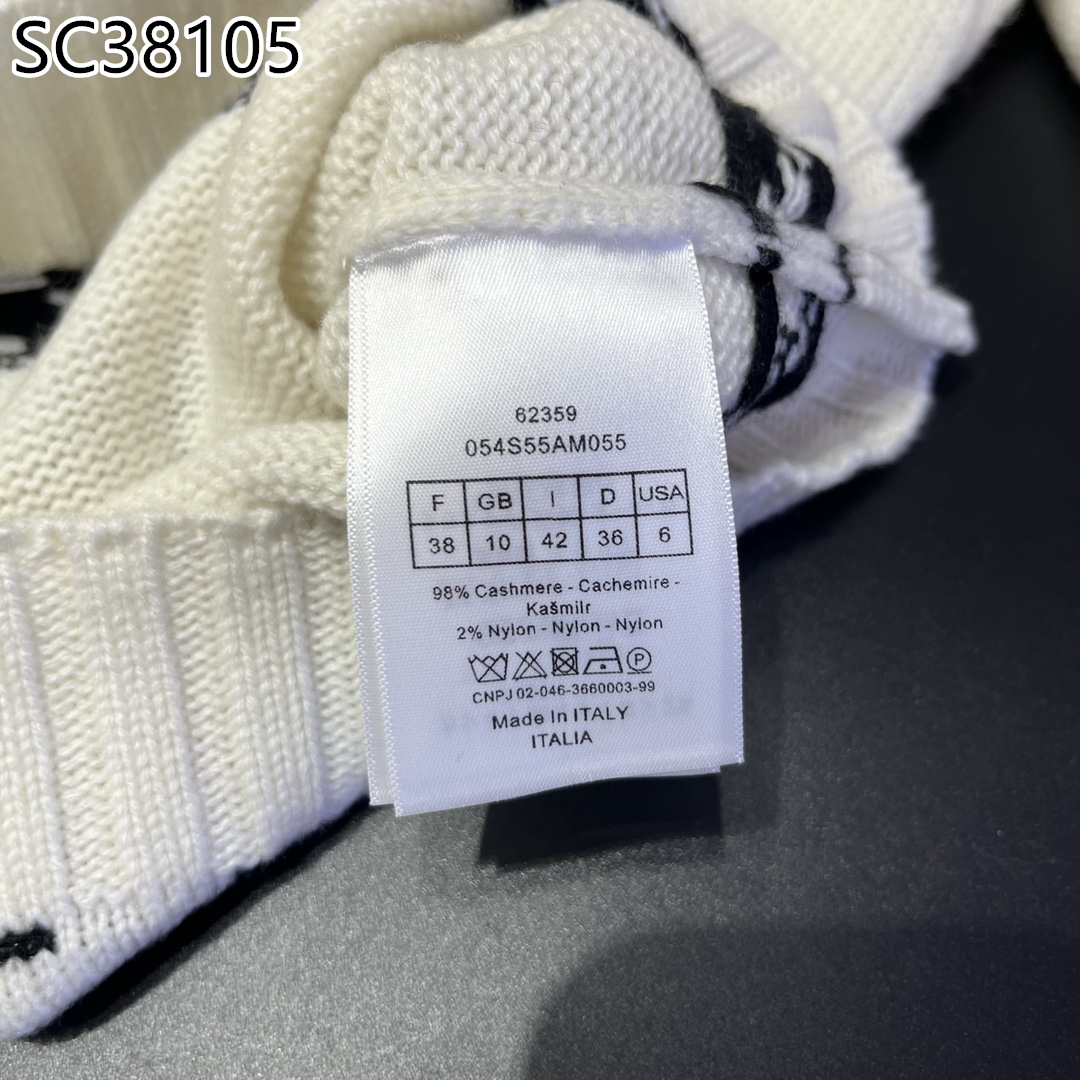 SC38105
62359
054S55AM055
F GB I D USA
38 10 42 36 6
98% Cashmere - Cachemire -
Kašmilr
2% Nylon - Nylon - Nylon
P
CNPJ 02-046-3660003-99
Made In ITALY
ITALIA